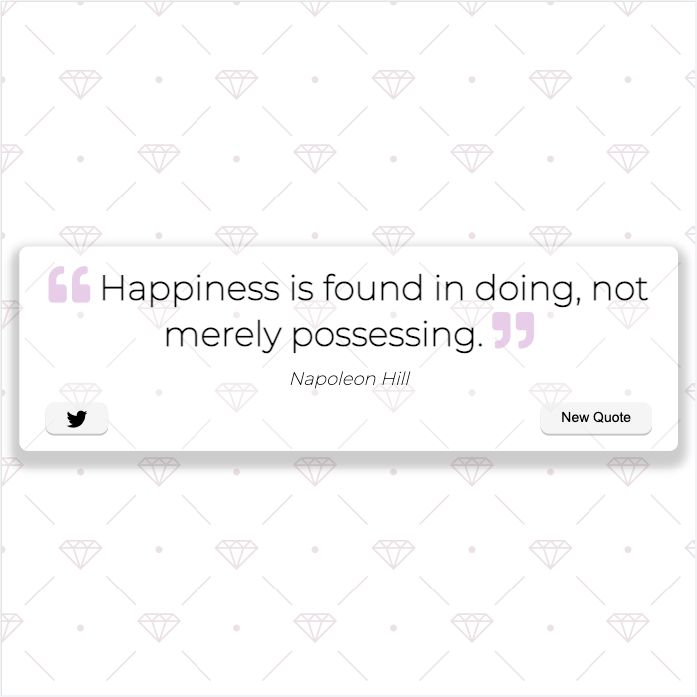 ❝ Happiness is found in doing, not
merely possessing. ❞
Napoleon Hill
New Quote